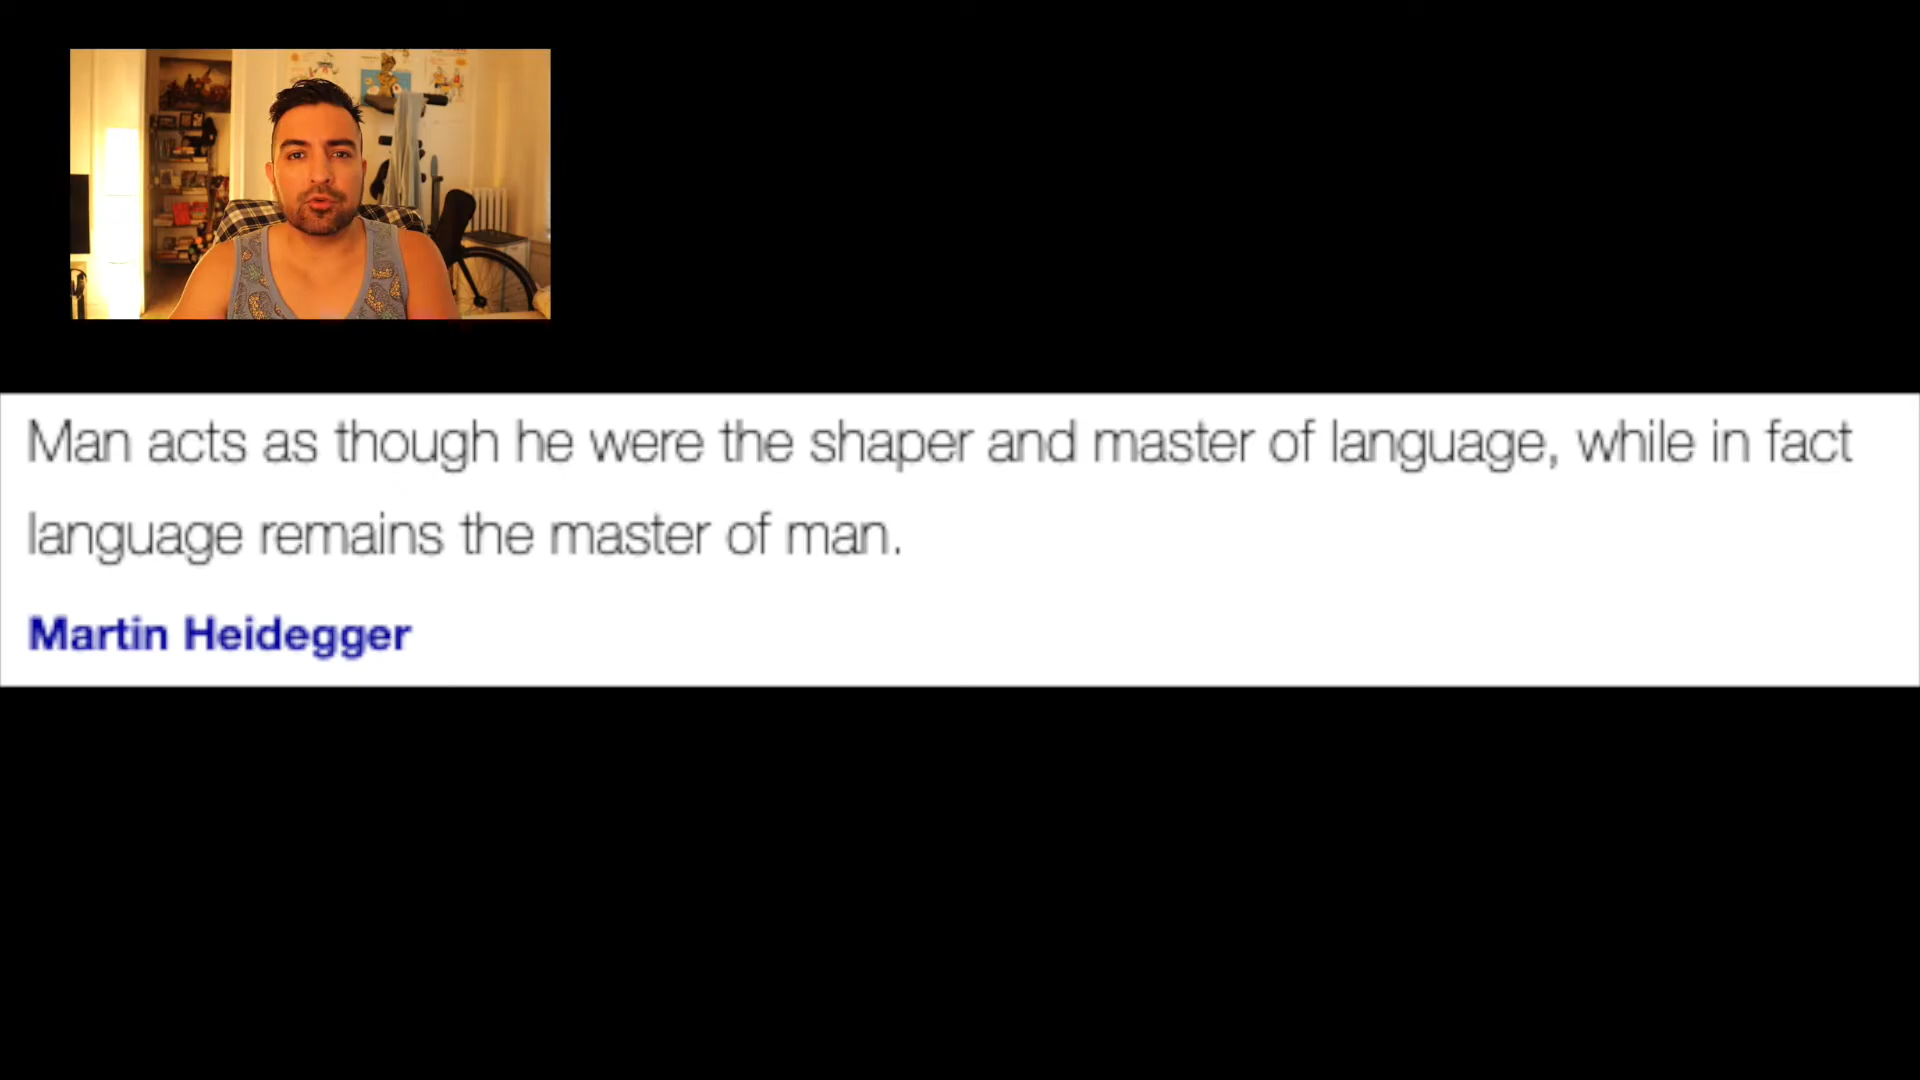 Man acts as though he were the shaper and master of language, while in fact
language remains the master of man.
Martin Heidegger